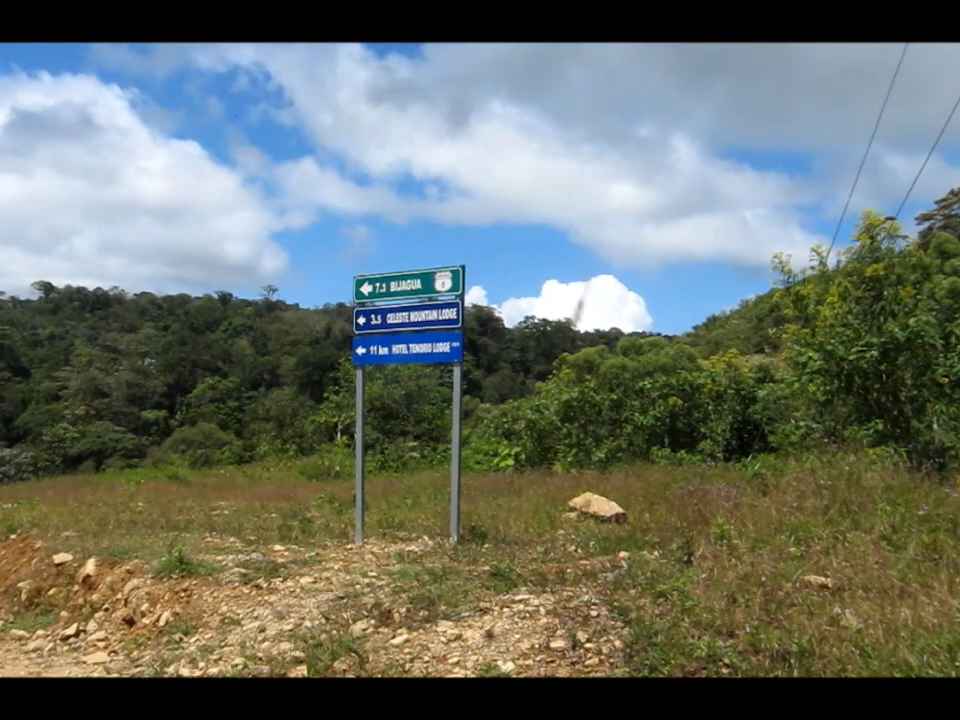 7.1 BIJAGUA 6
3.5 CELESTE MOUNTAIN LODGE
11 km HOTEL TENORIO LODGE ***